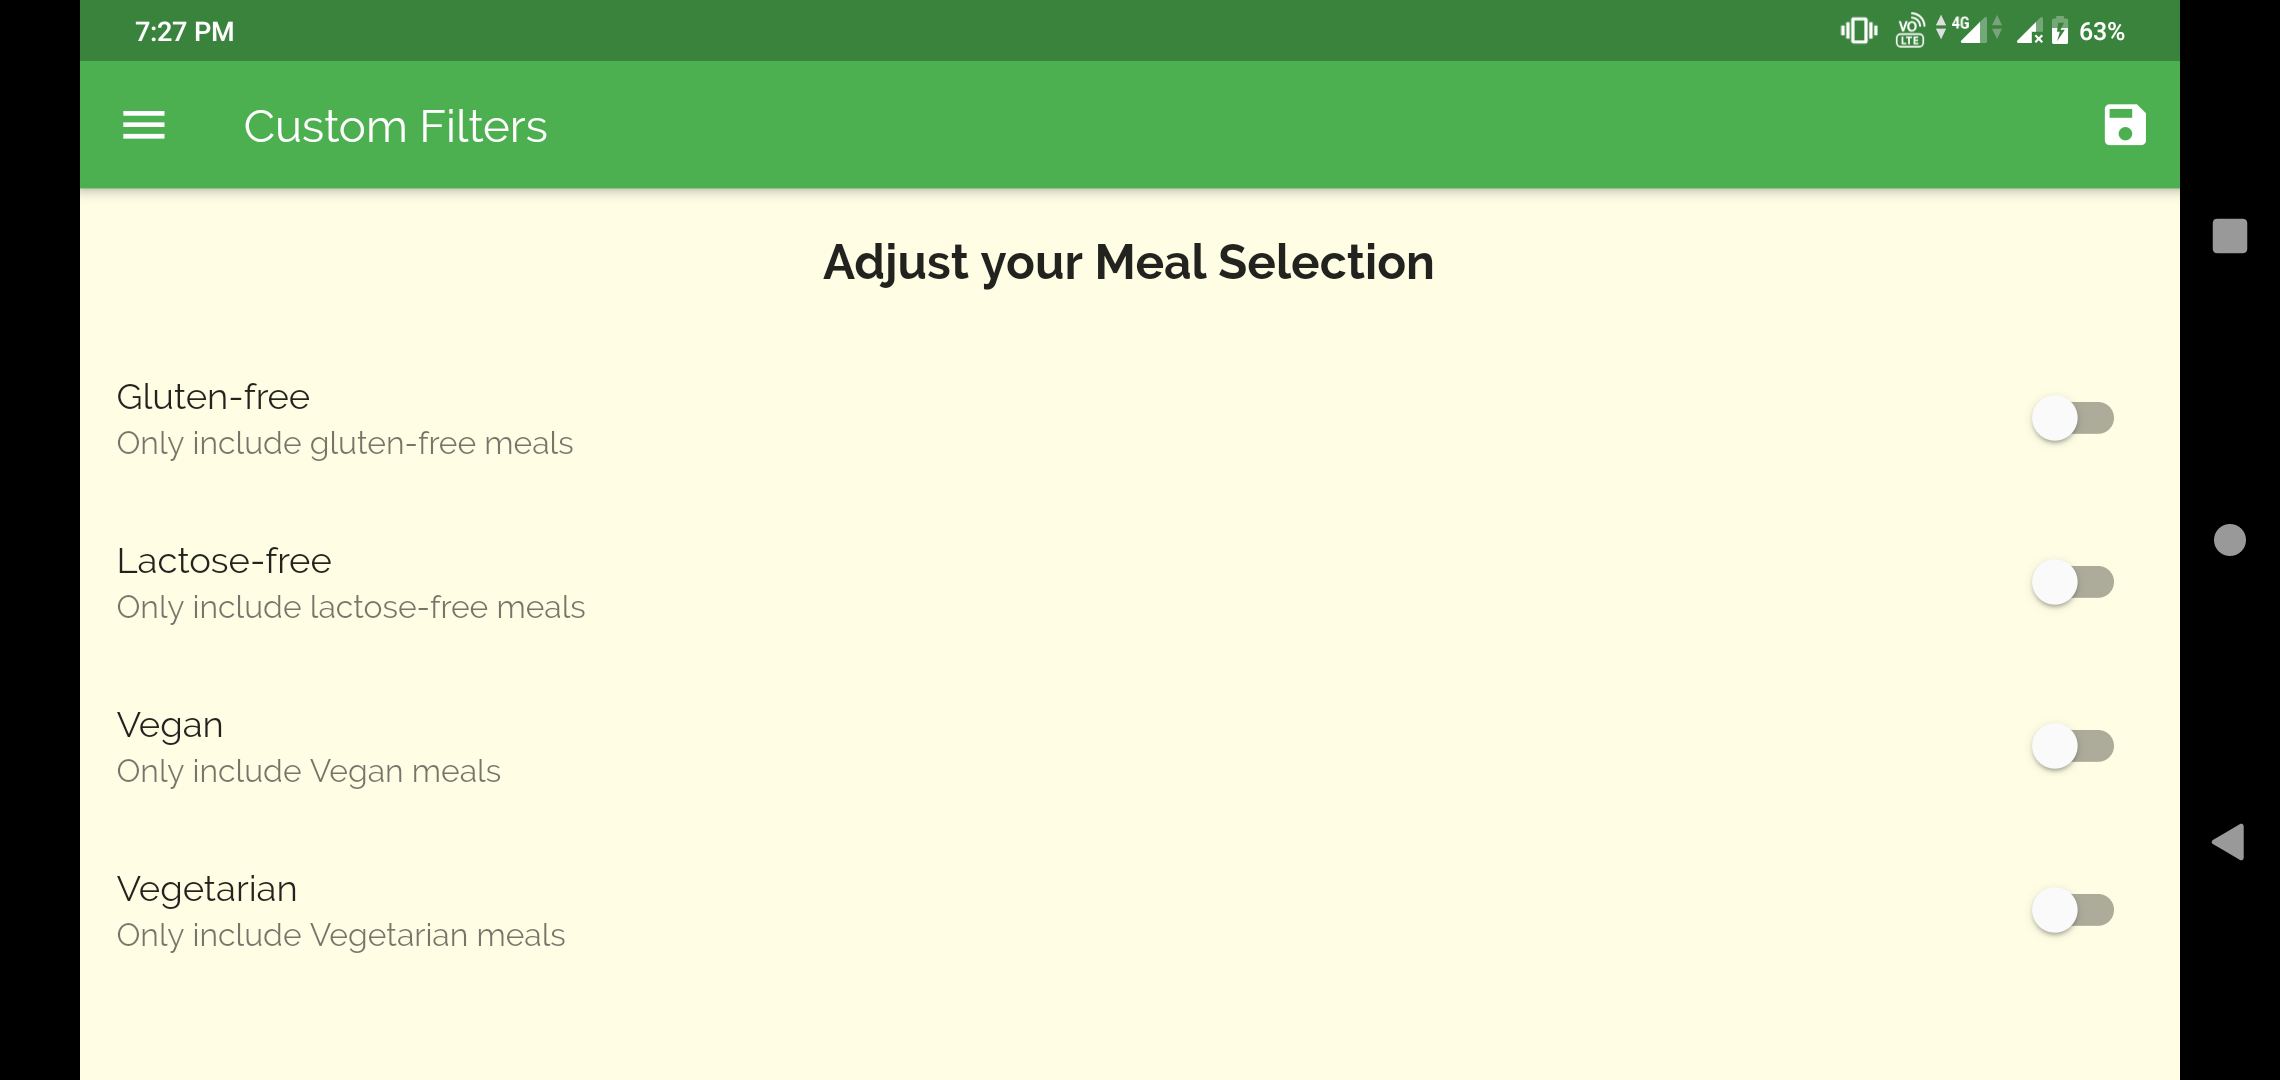 7:27 PM
VO LTE 4G 63%
Custom Filters
Adjust your Meal Selection
Gluten-free
Only include gluten-free meals
Lactose-free
Only include lactose-free meals
Vegan
Only include Vegan meals
Vegetarian
Only include Vegetarian meals